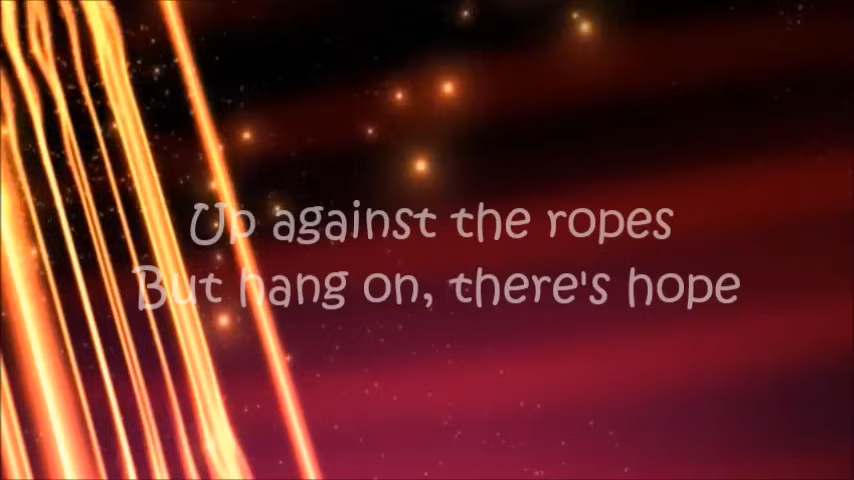 Up against the ropes
But hang on, there's hope